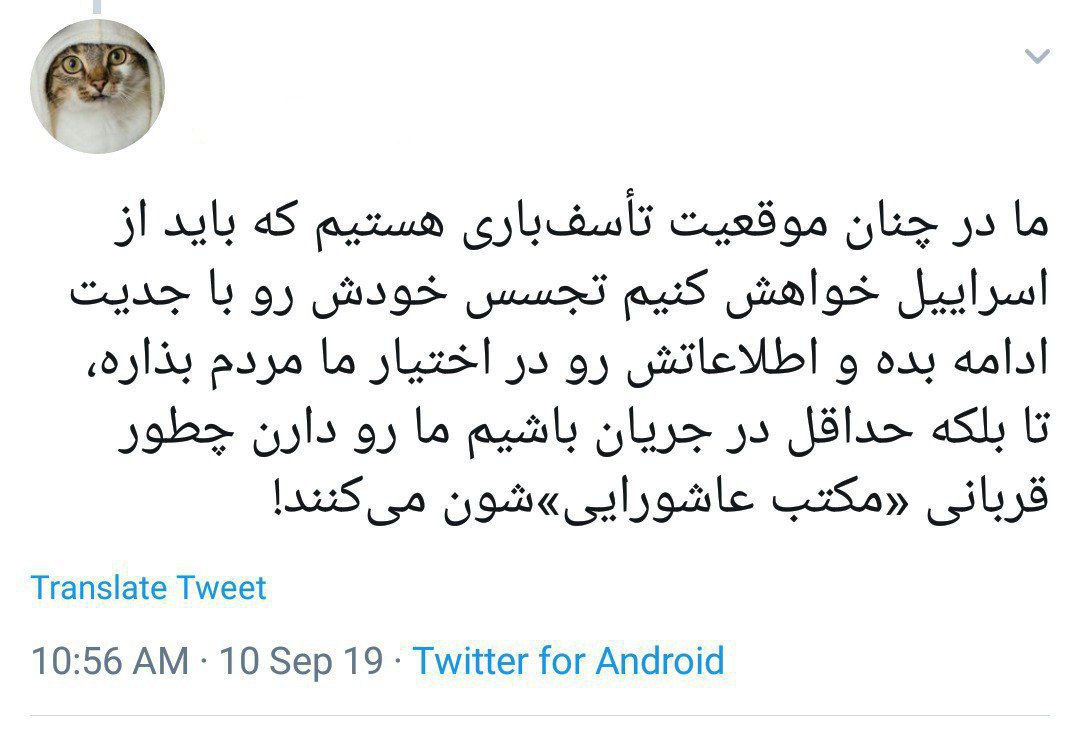 ما در چنان موقعیت تأسف‌باری هستیم که باید از
اسراییل خواهش کنیم تجسس خودش رو با جدیت
ادامه بده و اطلاعاتش رو در اختیار ما مردم بذاره،
تا بلکه حداقل در جریان باشیم ما رو دارن چطور
قربانی «مکتب عاشورایی»شون می‌کنند!
Translate Tweet
10:56 AM · 10 Sep 19 · Twitter for Android